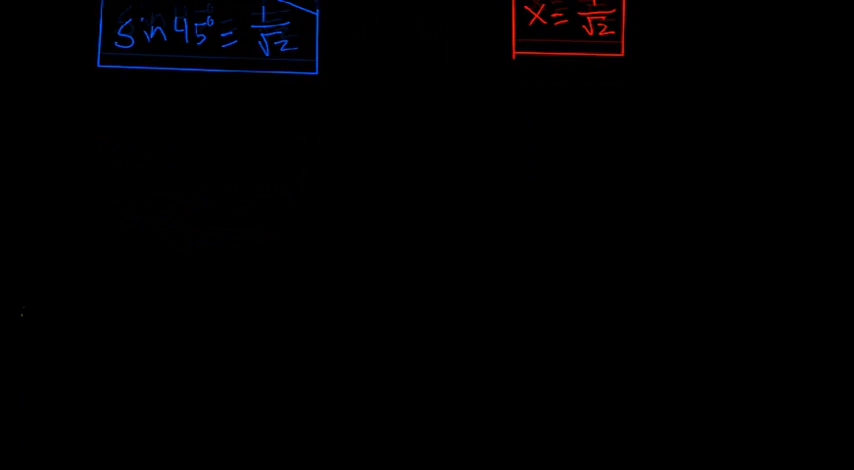 sin 45° = 1/√2
x = 1/√2